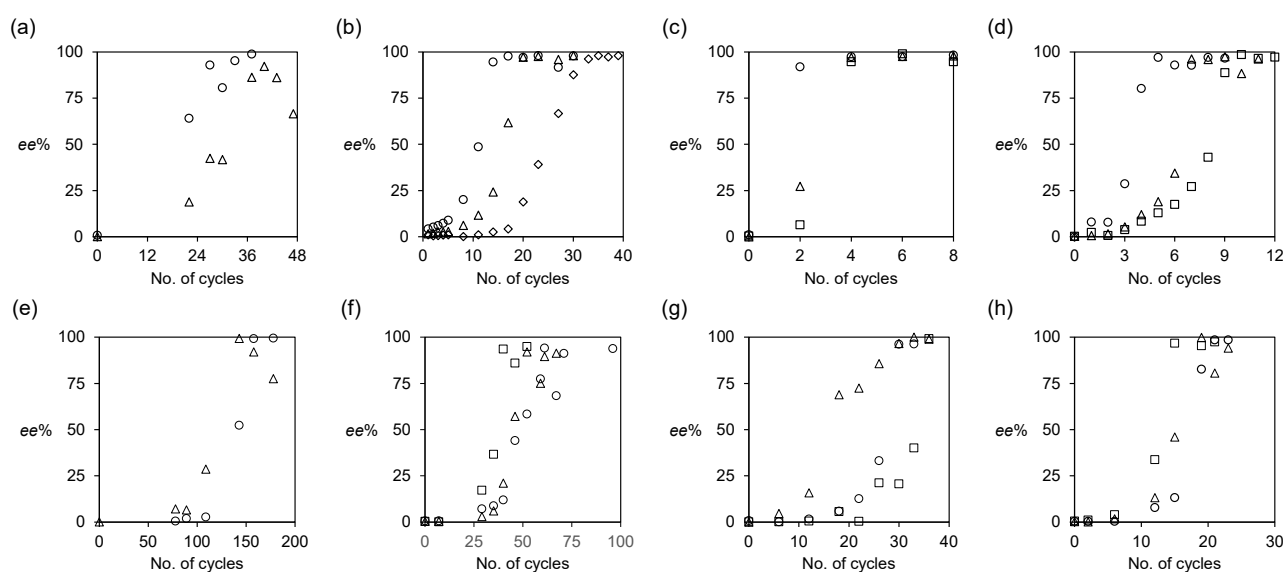 (a)
100
75
ee%
50
25
0
0 12 24 36 48
No. of cycles
(b)
100
75
ee%
50
25
0
0 10 20 30 40
No. of cycles
(c)
100
75
ee%
50
25
0
0 2 4 6 8
No. of cycles
(d)
100
75
ee%
50
25
0
0 3 6 9 12
No. of cycles
(e)
100
75
ee%
50
25
0
0 50 100 150 200
No. of cycles
(f)
100
75
ee%
50
25
0
0 25 50 75 100
No. of cycles
(g)
100
75
ee%
50
25
0
0 10 20 30 40
No. of cycles
(h)
100
75
ee%
50
25
0
0 10 20 30
No. of cycles